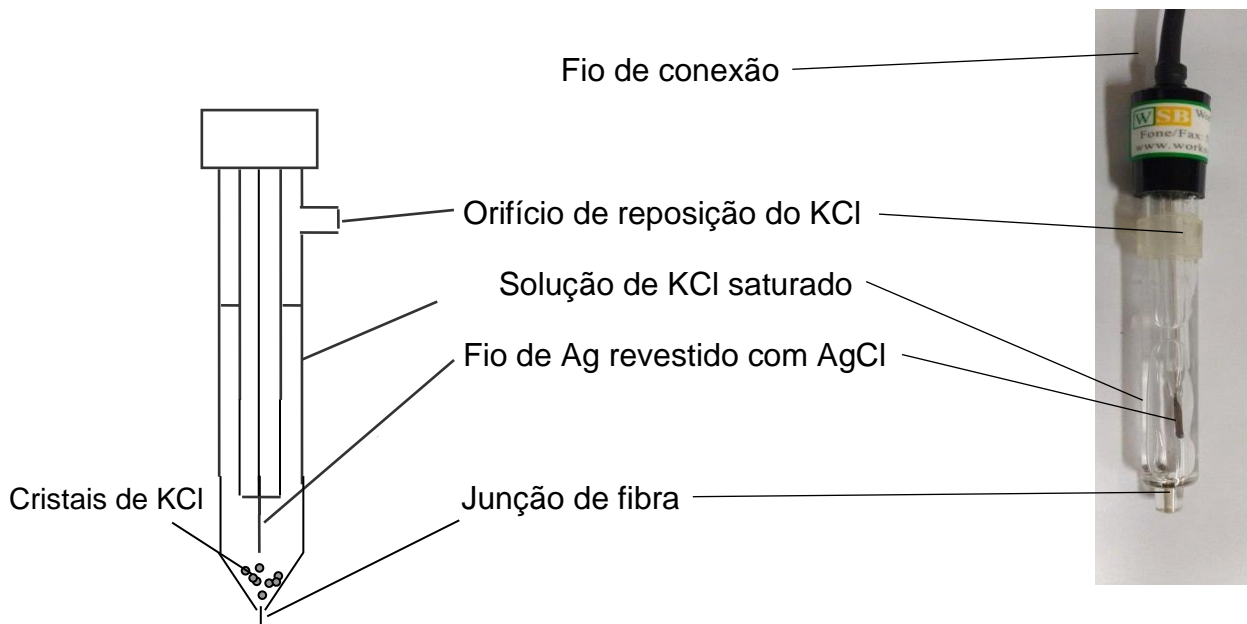 Fio de conexão
WSB
Fone/Fax:
www.works
Orifício de reposição do KCl
Solução de KCl saturado
Fio de Ag revestido com AgCl
Cristais de KCl
Junção de fibra